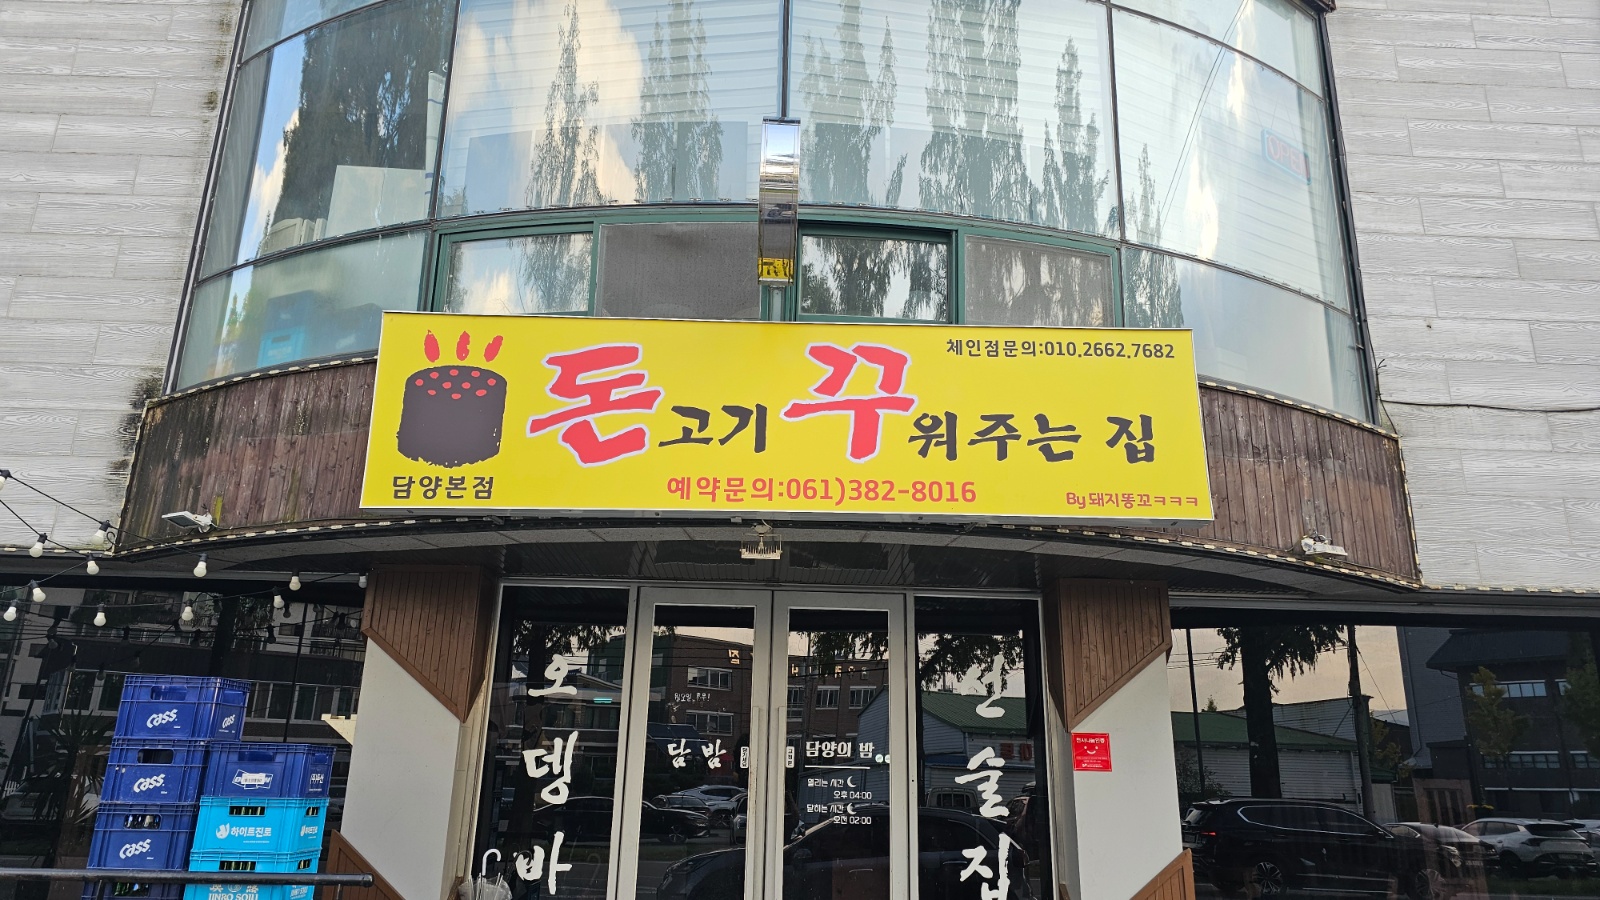 체인점문의:010.2662.7682
돈고기 꾸워주는 집
담양본점
예약문의:061)382-8016
By돼지똥꼬ㅋㅋㅋ
오뎅바
담밤
담양의 밤
열리는 시간
오후 04:00
닫히는 시간
오전 02:00
선술집
cass
cass
cass
하이트진로
JINRO SOJU